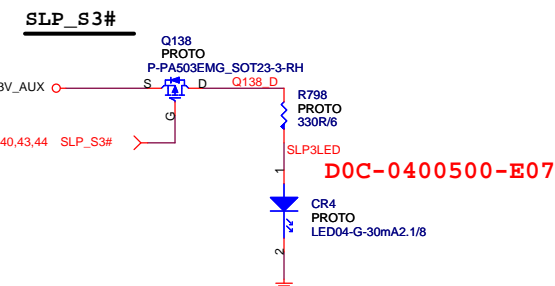 SLP_S3#
Q138
PROTO
P-PA503EMG_SOT23-3-RH
3V_AUX
S
D
Q138_D
G
R798
PROTO
330R/6
40,43,44
SLP_S3#
SLP3LED
D0C-0400500-E07
1
CR4
PROTO
LED04-G-30mA2.1/8
2